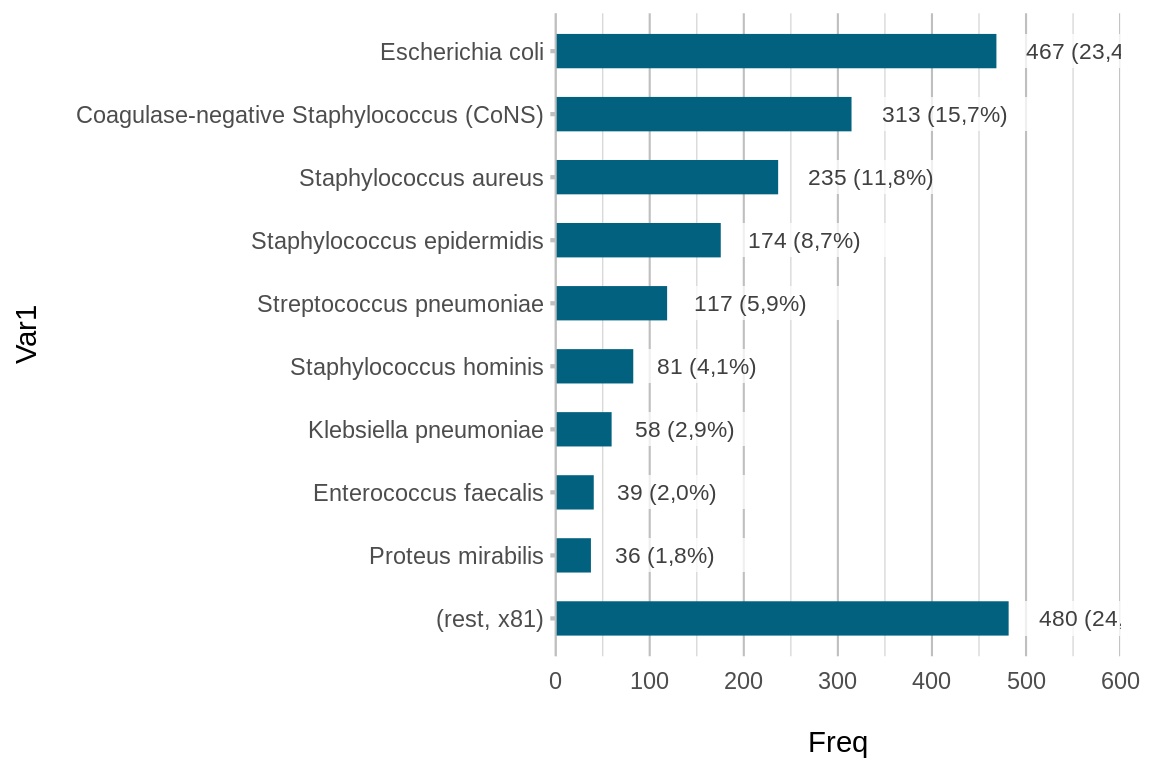 Escherichia coli 467 (23,4
Coagulase-negative Staphylococcus (CoNS) 313 (15,7%)
Staphylococcus aureus 235 (11,8%)
Staphylococcus epidermidis 174 (8,7%)
Streptococcus pneumoniae 117 (5,9%)
Staphylococcus hominis 81 (4,1%)
Klebsiella pneumoniae 58 (2,9%)
Enterococcus faecalis 39 (2,0%)
Proteus mirabilis 36 (1,8%)
(rest, x81) 480 (24,
Var1
0 100 200 300 400 500 600
Freq